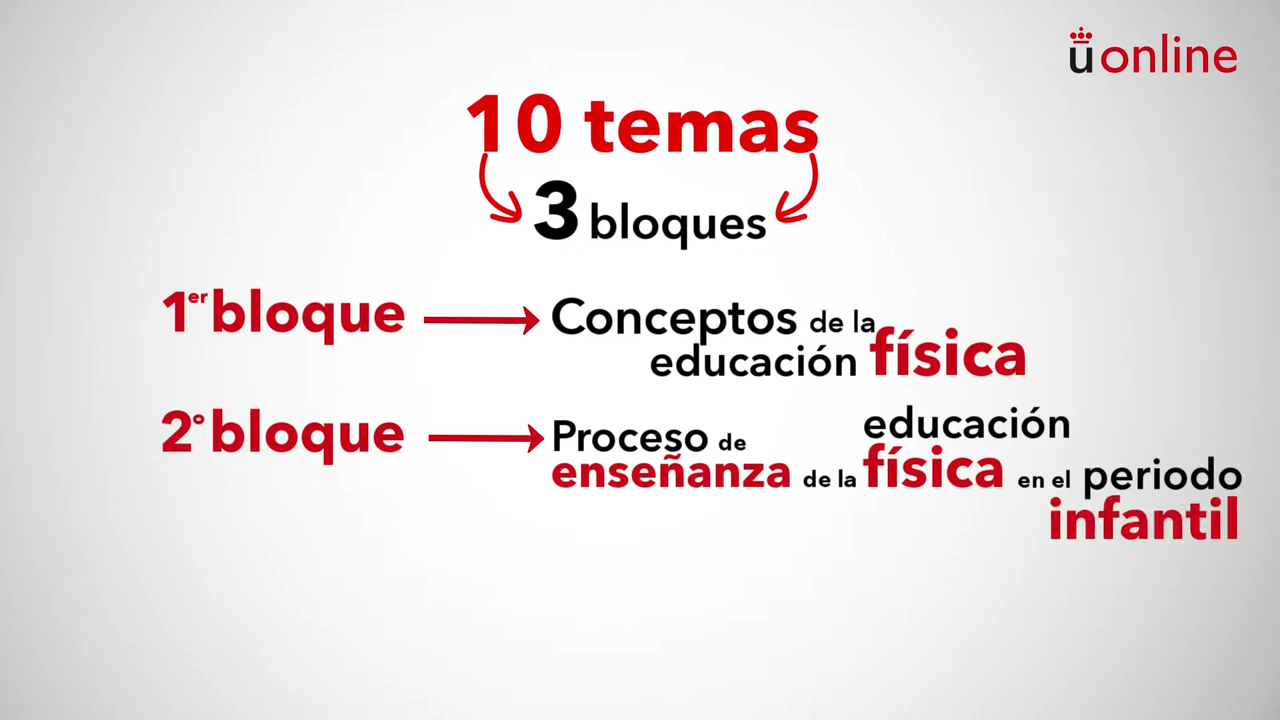 ü online
10 temas
3 bloques
1er bloque
Conceptos de la
educación física
2º bloque
Proceso de
enseñanza de la
educación
física en el periodo
infantil